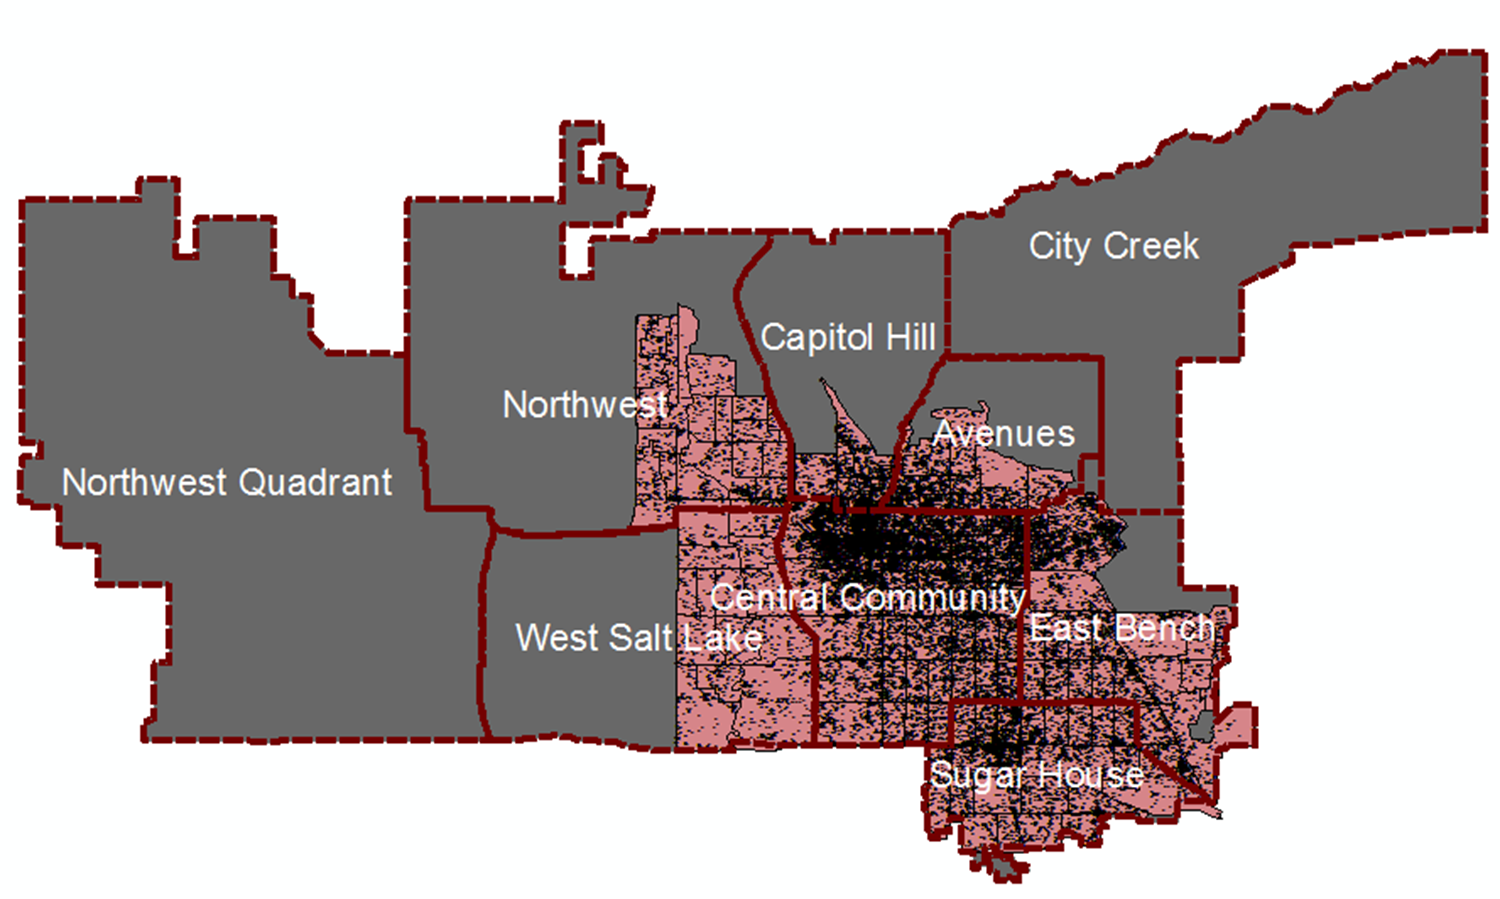 City Creek
Capitol Hill
Northwest
Avenues
Northwest Quadrant
Central Community
East Bench
West Salt Lake
Sugar House